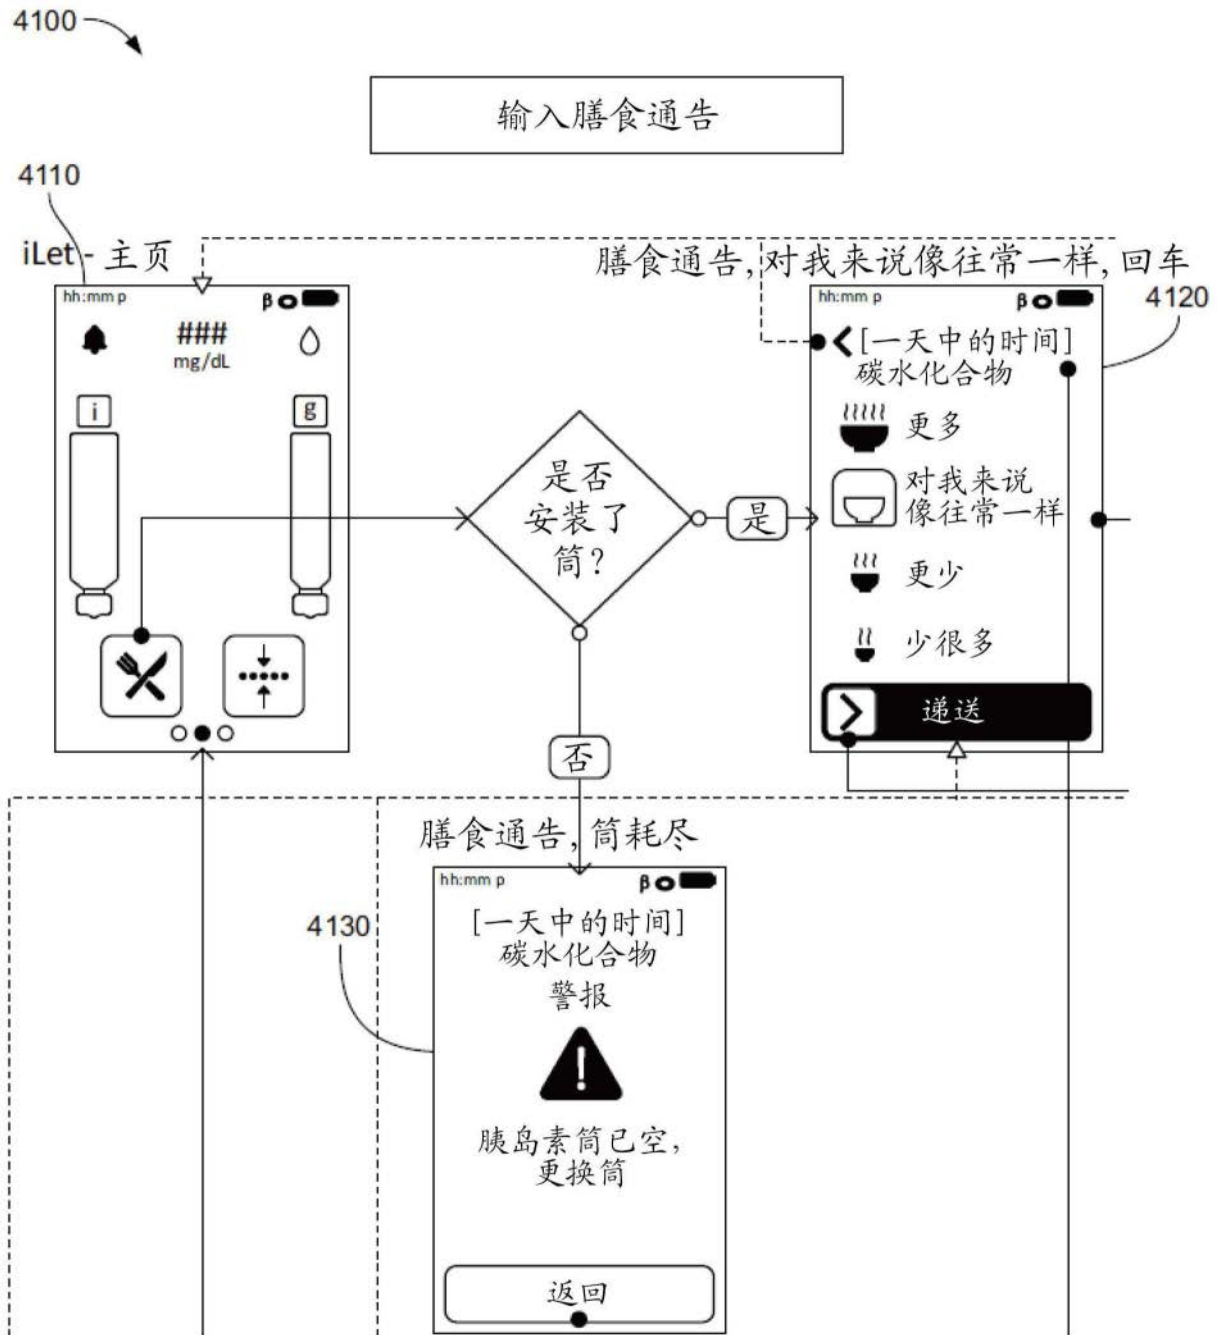 4100
输入膳食通告
4110
iLet - 主页
膳食通告, 对我来说像往常一样, 回车
hh:mm p
β
###
mg/dL
i
g
是否
安装了
筒?
是
否
hh:mm p
β
4120
[一天中的时间]
碳水化合物
更多
对我来说
像往常一样
更少
少很多
递送
膳食通告, 筒耗尽
4130
hh:mm p
β
[一天中的时间]
碳水化合物
警报
胰岛素筒已空,
更换筒
返回